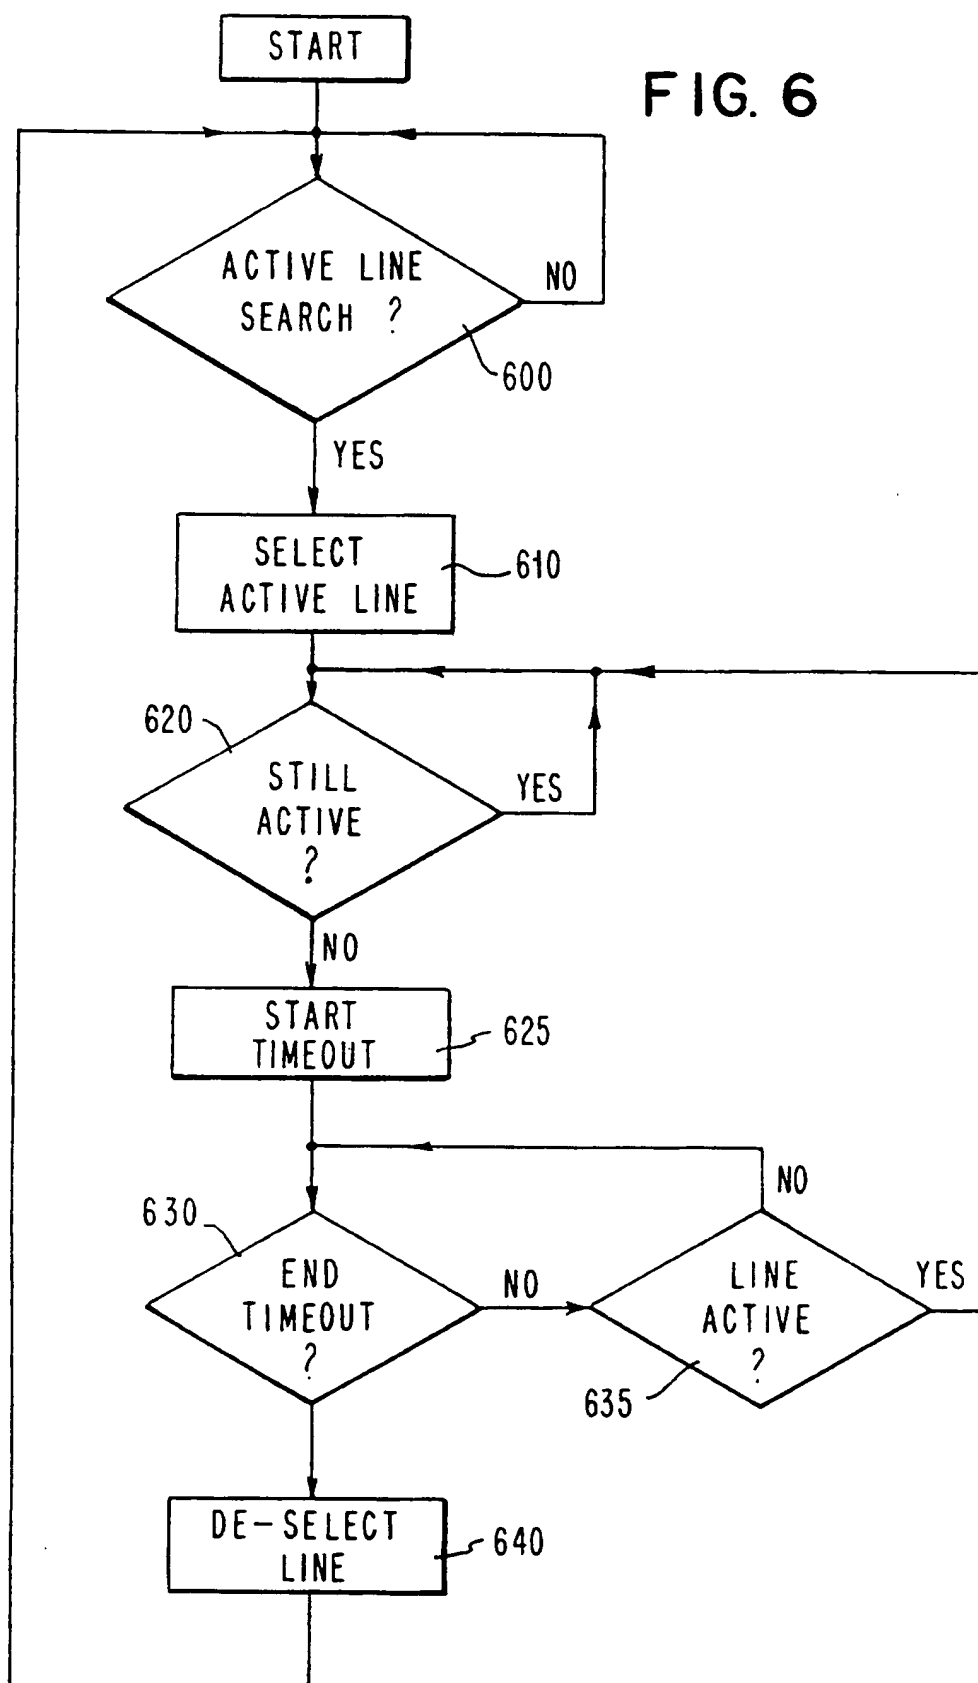 START
FIG. 6
ACTIVE LINE
SEARCH ?
NO
600
YES
SELECT
ACTIVE LINE
610
620
STILL
ACTIVE
?
YES
NO
START
TIMEOUT
625
630
END
TIMEOUT
?
NO
NO
LINE
ACTIVE
?
YES
635
DE-SELECT
LINE
640